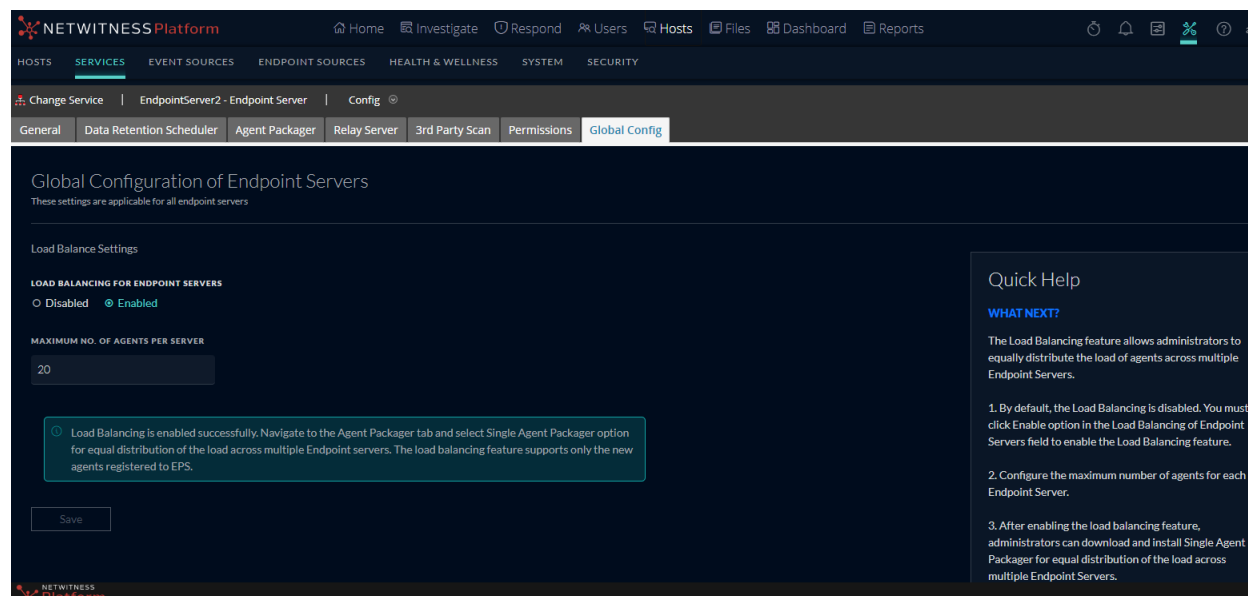 NETWITNESS Platform
Home Investigate Respond Users Hosts Files Dashboard Reports
HOSTS SERVICES EVENT SOURCES ENDPOINT SOURCES HEALTH & WELLNESS SYSTEM SECURITY
Change Service | EndpointServer2 - Endpoint Server | Config
General Data Retention Scheduler Agent Packager Relay Server 3rd Party Scan Permissions Global Config
Global Configuration of Endpoint Servers
These settings are applicable for all endpoint servers
Load Balance Settings
LOAD BALANCING FOR ENDPOINT SERVERS
Disabled Enabled
MAXIMUM NO. OF AGENTS PER SERVER
20
Load Balancing is enabled successfully. Navigate to the Agent Packager tab and select Single Agent Packager option
for equal distribution of the load across multiple Endpoint servers. The load balancing feature supports only the new
agents registered to EPS.
Save
Quick Help
WHAT NEXT?
The Load Balancing feature allows administrators to
equally distribute the load of agents across multiple
Endpoint Servers.
1. By default, the Load Balancing is disabled. You must
click Enable option in the Load Balancing of Endpoint
Servers field to enable the Load Balancing feature.
2. Configure the maximum number of agents for each
Endpoint Server.
3. After enabling the load balancing feature,
administrators can download and install Single Agent
Packager for equal distribution of the load across
multiple Endpoint Servers.
NETWITNESS
Platform